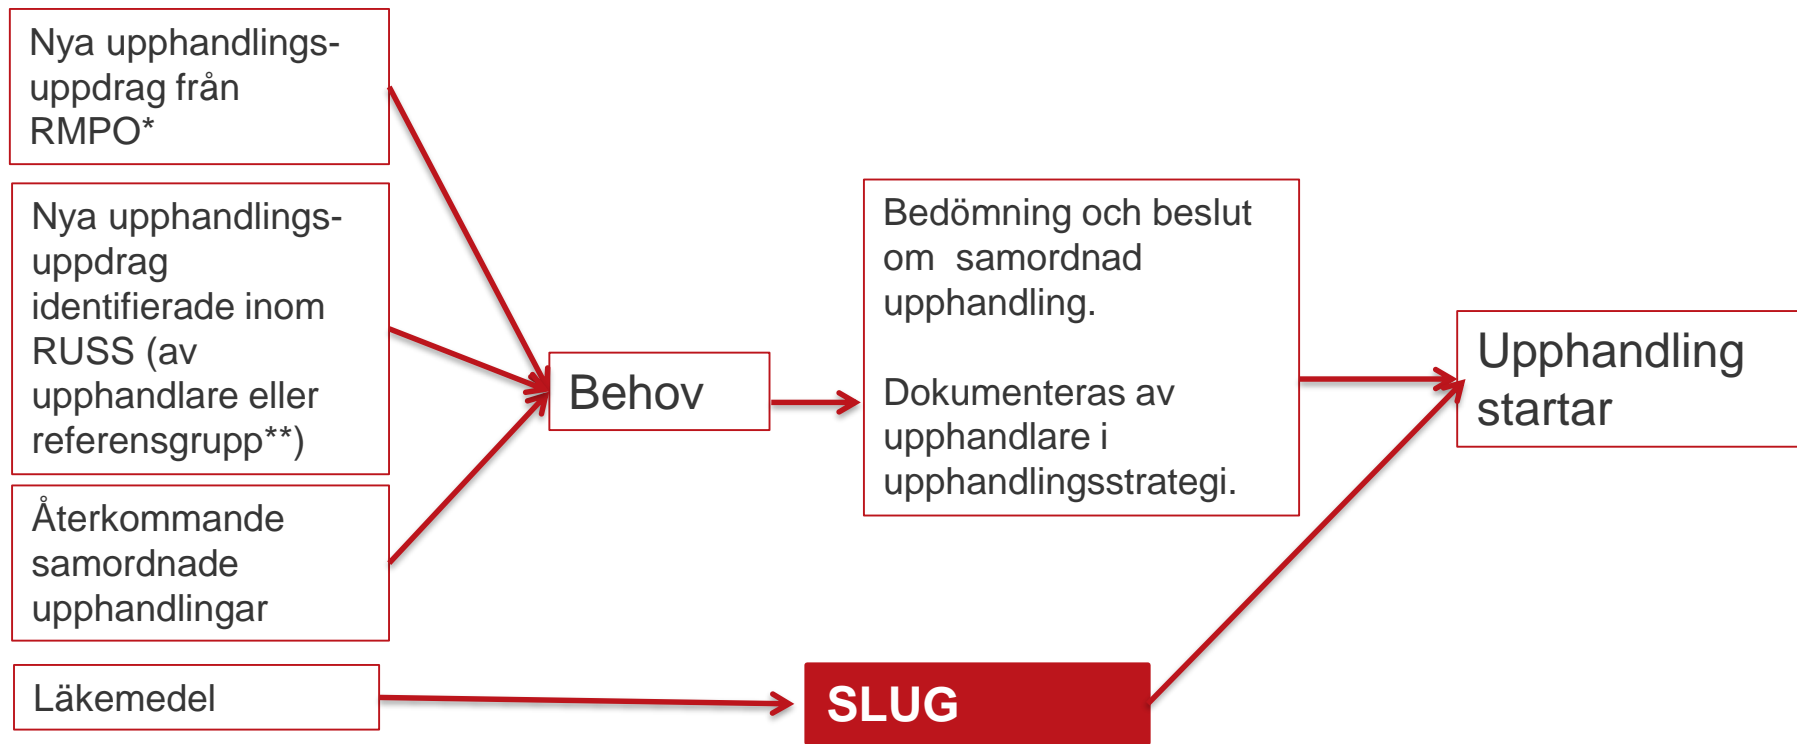 Nya upphandlings-
uppdrag från
RMPO*
Nya upphandlings-
uppdrag
identifierade inom
RUSS (av
upphandlare eller
referensgrupp**)
Återkommande
samordnade
upphandlingar
Läkemedel
Behov
Bedömning och beslut
om samordnad
upphandling.
Dokumenteras av
upphandlare i
upphandlingsstrategi.
SLUG
Upphandling
startar